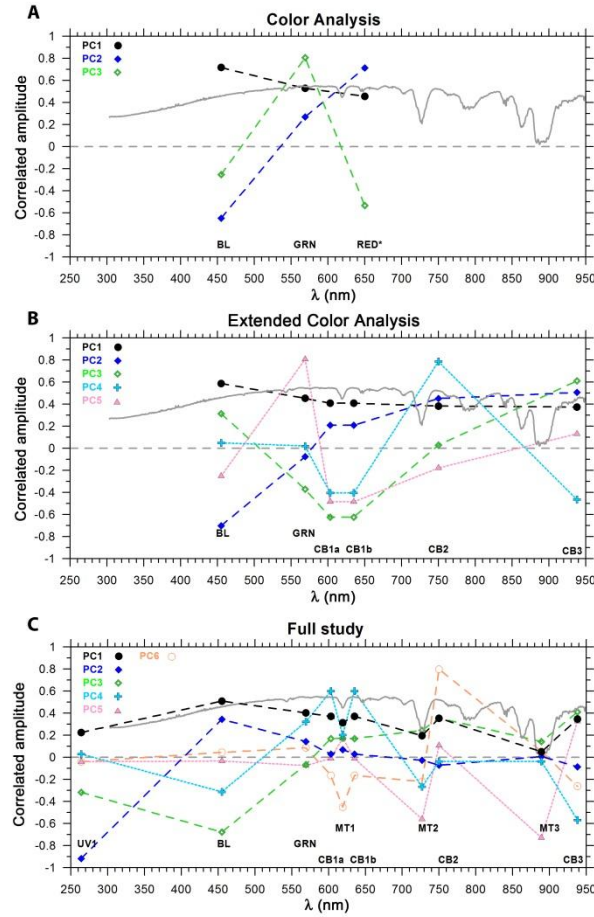 A
Color Analysis
PC1
PC2
PC3
Correlated amplitude
1
0.8
0.6
0.4
0.2
0
-0.2
-0.4
-0.6
-0.8
-1
BL GRN RED*
250 300 350 400 450 500 550 600 650 700 750 800 850 900 950
λ (nm)
B
Extended Color Analysis
PC1
PC2
PC3
PC4
PC5
Correlated amplitude
1
0.8
0.6
0.4
0.2
0
-0.2
-0.4
-0.6
-0.8
-1
BL GRN
CB1a CB1b CB2 CB3
250 300 350 400 450 500 550 600 650 700 750 800 850 900 950
λ (nm)
C
Full study
PC1 PC6
PC2
PC3
PC4
PC5
Correlated amplitude
1
0.8
0.6
0.4
0.2
0
-0.2
-0.4
-0.6
-0.8
-1
MT1 MT2 MT3
UV1 BL GRN
CB1a CB1b CB2 CB3
250 300 350 400 450 500 550 600 650 700 750 800 850 900 950
λ (nm)